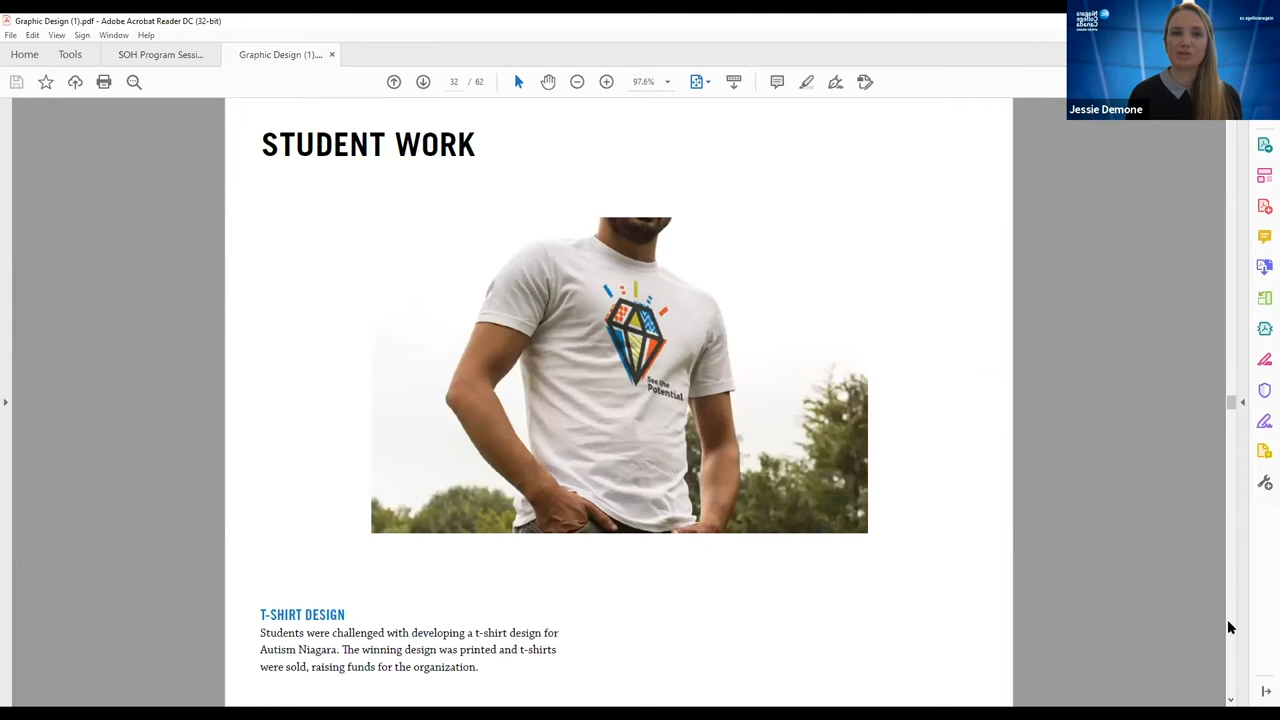 Graphic Design (1).pdf - Adobe Acrobat Reader DC (32-bit)
File Edit View Sign Window Help
Home Tools SOH Program Sessi... Graphic Design (1).... ×
32 / 62 97.6%
Niagara College Canada
Jessie Demone
STUDENT WORK
See the
Potential
T-SHIRT DESIGN
Students were challenged with developing a t-shirt design for
Autism Niagara. The winning design was printed and t-shirts
were sold, raising funds for the organization.